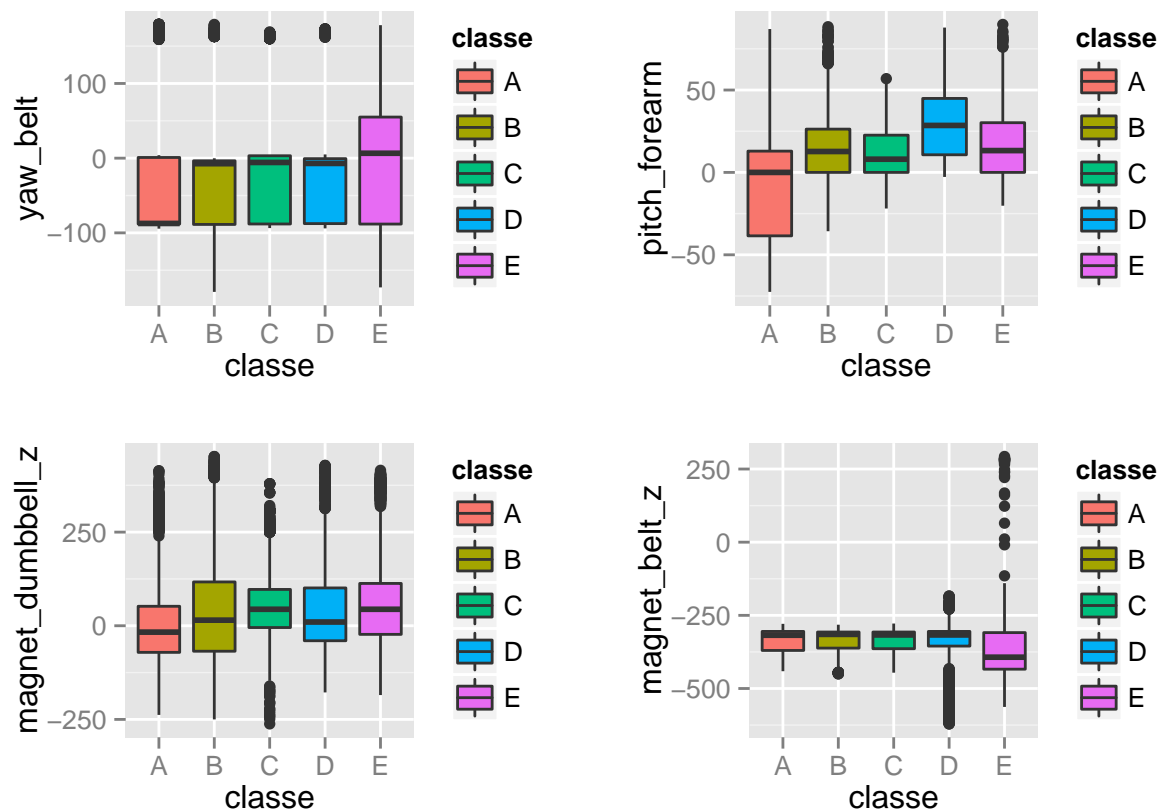 yaw_belt
100
0
−100
A B C D E
classe
classe
A
B
C
D
E
pitch_forearm
50
0
−50
A B C D E
classe
classe
A
B
C
D
E
magnet_dumbbell_z
250
0
−250
A B C D E
classe
classe
A
B
C
D
E
magnet_belt_z
250
0
−250
−500
A B C D E
classe
classe
A
B
C
D
E